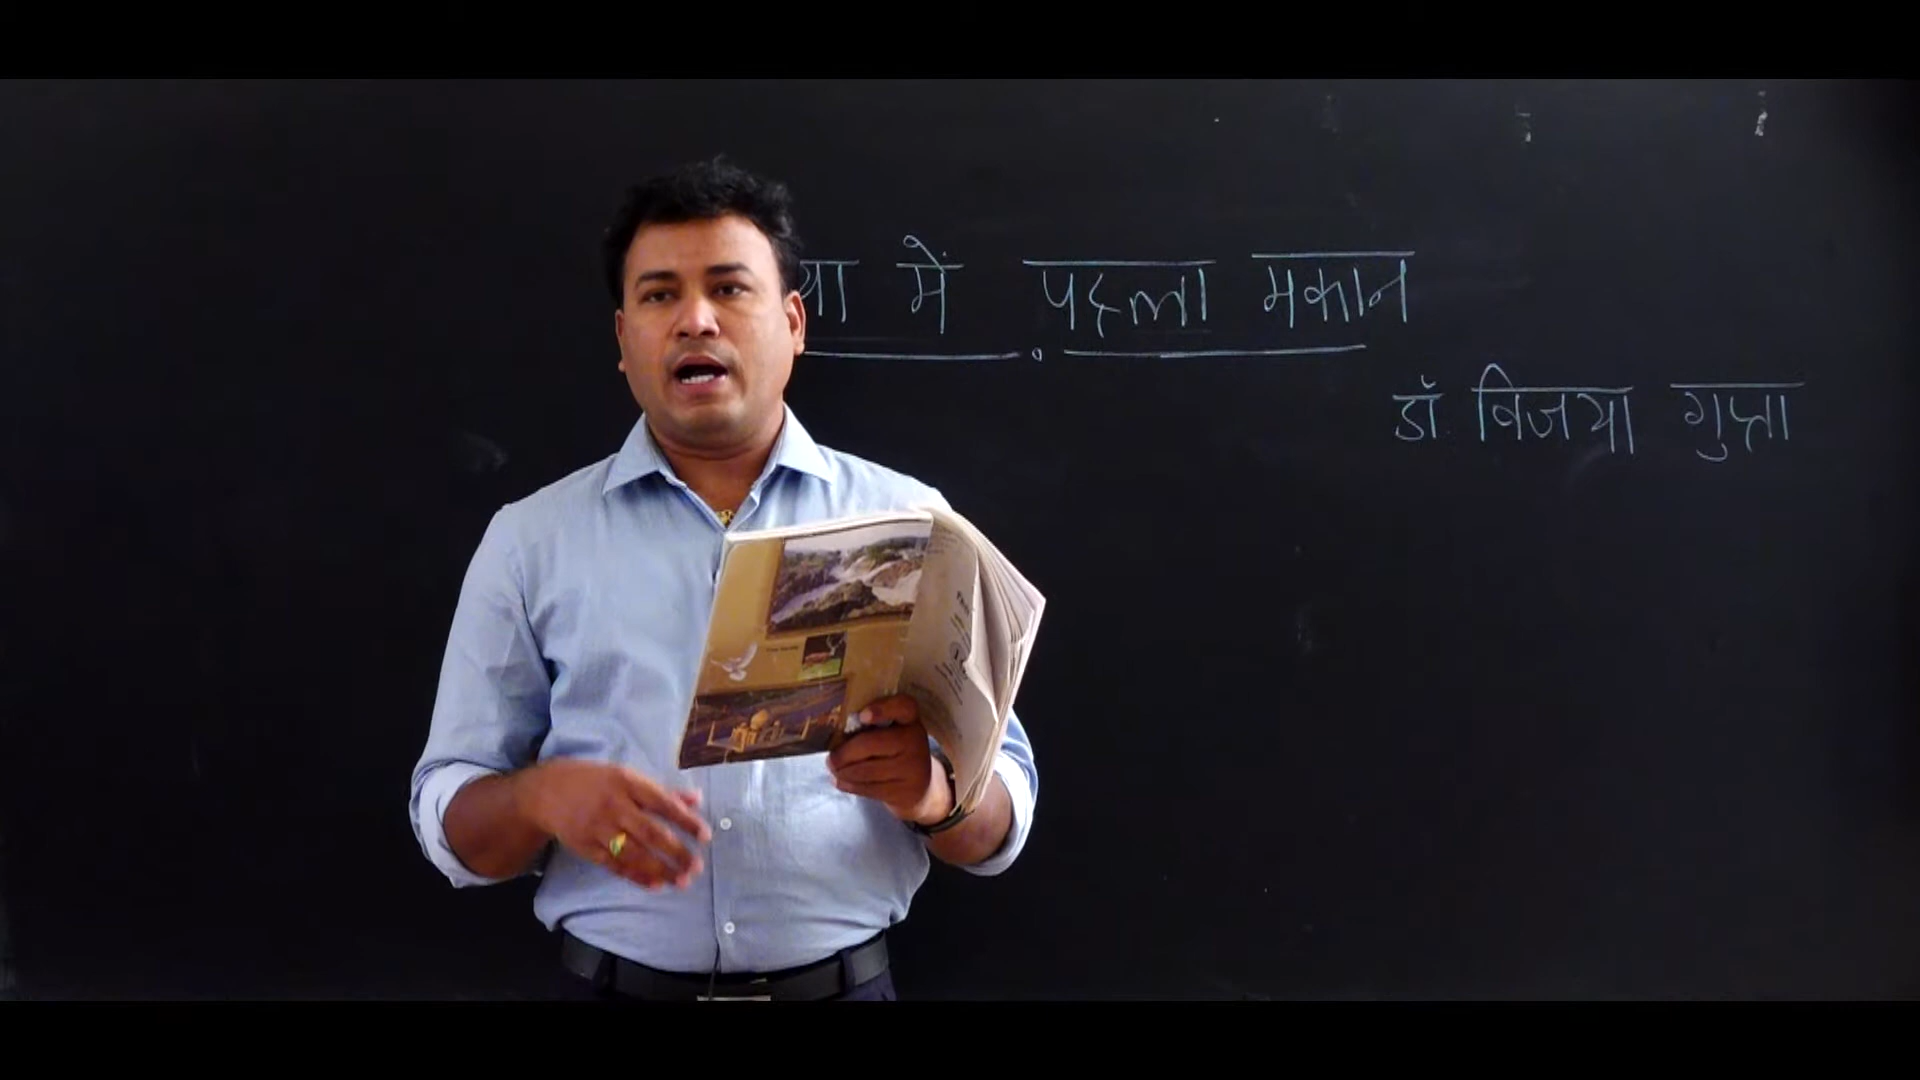 या में पहला मकान
डॉ. विजया गुप्ता